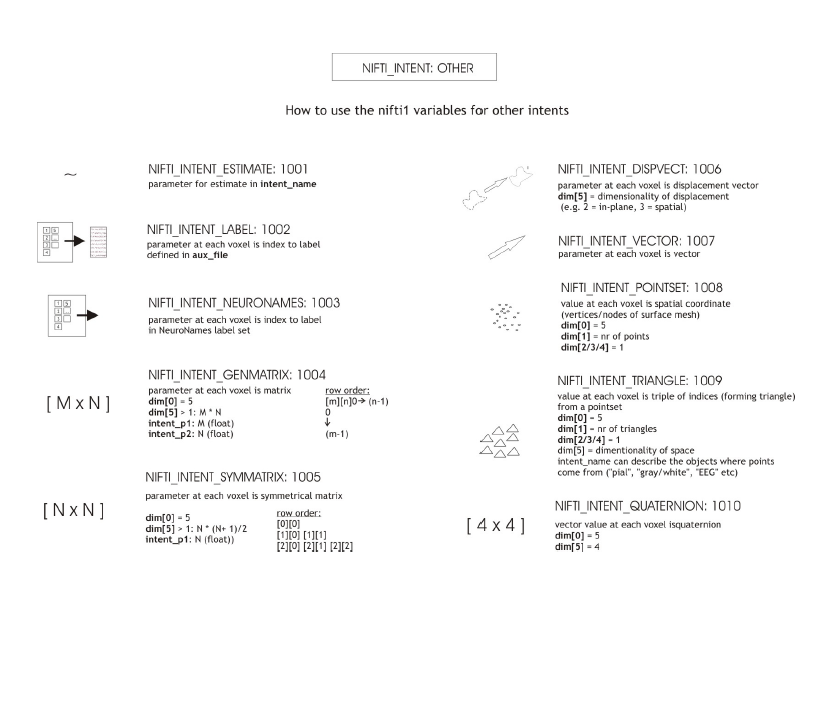 NIFTI_INTENT: OTHER
How to use the nifti1 variables for other intents
~
NIFTI_INTENT_ESTIMATE: 1001
parameter for estimate in intent_name
NIFTI_INTENT_LABEL: 1002
parameter at each voxel is index to label
defined in aux_file
NIFTI_INTENT_NEURONAMES: 1003
parameter at each voxel is index to label
in NeuroNames label set
[ M x N ]
NIFTI_INTENT_GENMATRIX: 1004
parameter at each voxel is matrix
dim[0] = 5
dim[5] > 1: M * N
intent_p1: M (float)
intent_p2: N (float)
row order:
[m][n]0→ (n-1)
0
↓
(m-1)
[ N x N ]
NIFTI_INTENT_SYMMATRIX: 1005
parameter at each voxel is symmetrical matrix
dim[0] = 5
dim[5] > 1: N * (N+ 1)/2
intent_p1: N (float))
row order:
[0][0]
[1][0] [1][1]
[2][0] [2][1] [2][2]
NIFTI_INTENT_DISPVECT: 1006
parameter at each voxel is displacement vector
dim[5] = dimensionality of displacement
(e.g. 2 = in-plane, 3 = spatial)
NIFTI_INTENT_VECTOR: 1007
parameter at each voxel is vector
NIFTI_INTENT_POINTSET: 1008
value at each voxel is spatial coordinate
(vertices/nodes of surface mesh)
dim[0] = 5
dim[1] = nr of points
dim[2/3/4] = 1
NIFTI_INTENT_TRIANGLE: 1009
value at each voxel is triple of indices (forming triangle)
from a pointset
dim[0] = 5
dim[1] = nr of triangles
dim[2/3/4] = 1
dim[5] = dimentionality of space
intent_name can describe the objects where points
come from ("pial", "gray/white", "EEG" etc)
[ 4 x 4 ]
NIFTI_INTENT_QUATERNION: 1010
vector value at each voxel isquaternion
dim[0] = 5
dim[5] = 4